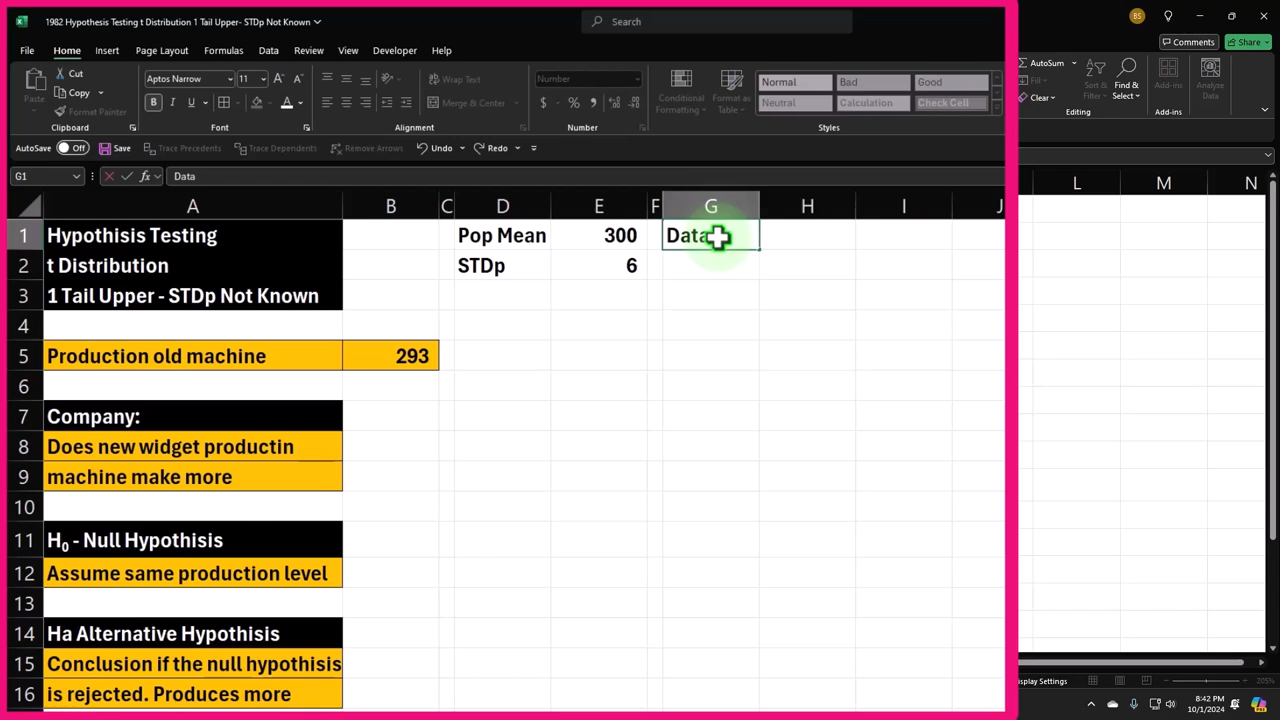 1982 Hypothesis Testing t Distribution 1 Tail Upper- STDp Not Known
Search
BS
File Home Insert Page Layout Formulas Data Review View Developer Help
Comments Share
Paste
Cut
Copy
Format Painter
Clipboard
Aptos Narrow 11
B I U
Font
Wrap Text
Merge & Center
Alignment
Number
$ % 9
Number
Conditional Formatting
Format as Table
Normal Bad Good
Neutral Calculation Check Cell
Styles
AutoSum
Fill
Clear
Sort & Filter
Find & Select
Editing
Add-ins
Add-ins
Analyze Data
AutoSave Off Save Trace Precedents Trace Dependents Remove Arrows Undo Redo
G1 fx Data
A B C D E F G H I J L M N
1 Hypothisis Testing Pop Mean 300 Data
2 t Distribution STDp 6
3 1 Tail Upper - STDp Not Known
4
5 Production old machine 293
6
7 Company:
8 Does new widget productin
9 machine make more
10
11 H0 - Null Hypothisis
12 Assume same production level
13
14 Ha Alternative Hypothisis
15 Conclusion if the null hypothisis
16 is rejected. Produces more
Display Settings 205%
8:42 PM
10/1/2024